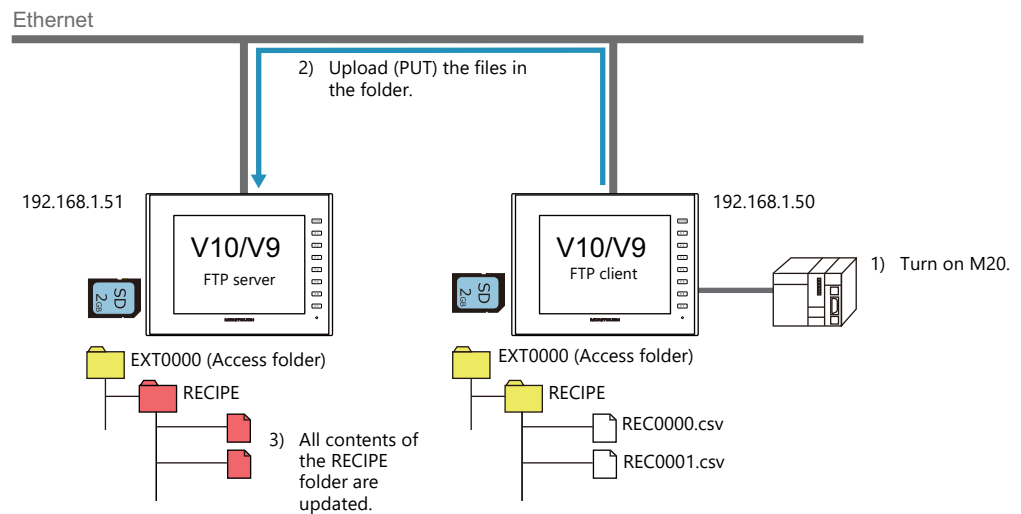 Ethernet
2) Upload (PUT) the files in
the folder.
192.168.1.51
192.168.1.50
V10/V9
FTP server
V10/V9
FTP client
1) Turn on M20.
SD
2GB
SD
2GB
EXT0000 (Access folder)
EXT0000 (Access folder)
RECIPE
RECIPE
REC0000.csv
3) All contents of
the RECIPE
folder are
updated.
REC0001.csv